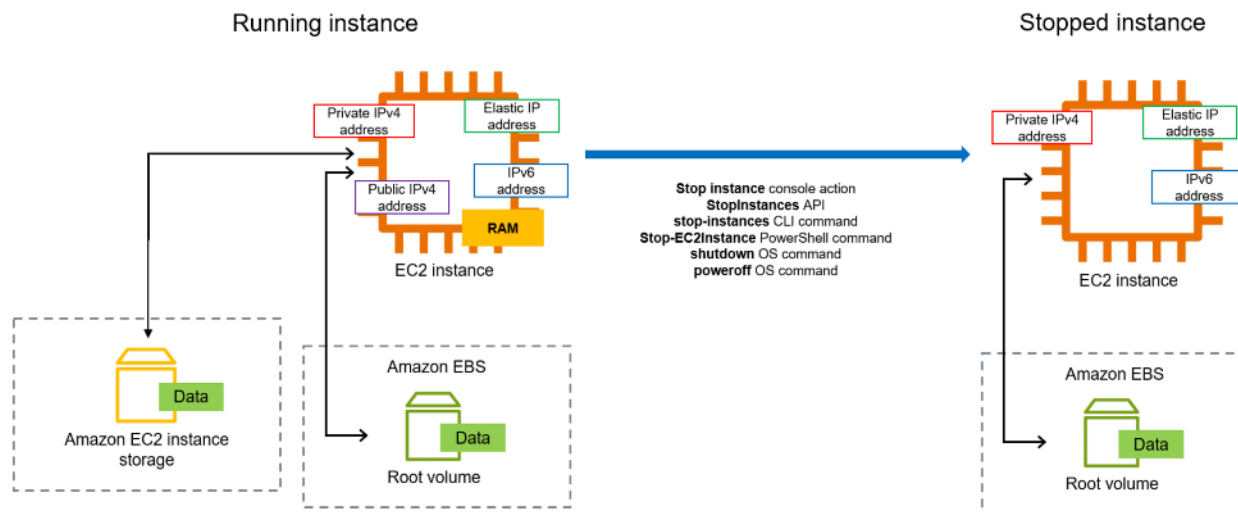 Running instance
Stopped instance
Private IPv4
address
Elastic IP
address
Public IPv4
address
IPv6
address
RAM
EC2 instance
Stop instance console action
StopInstances API
stop-instances CLI command
Stop-EC2Instance PowerShell command
shutdown OS command
poweroff OS command
Private IPv4
address
Elastic IP
address
IPv6
address
EC2 instance
Data
Amazon EC2 instance
storage
Amazon EBS
Data
Root volume
Amazon EBS
Data
Root volume